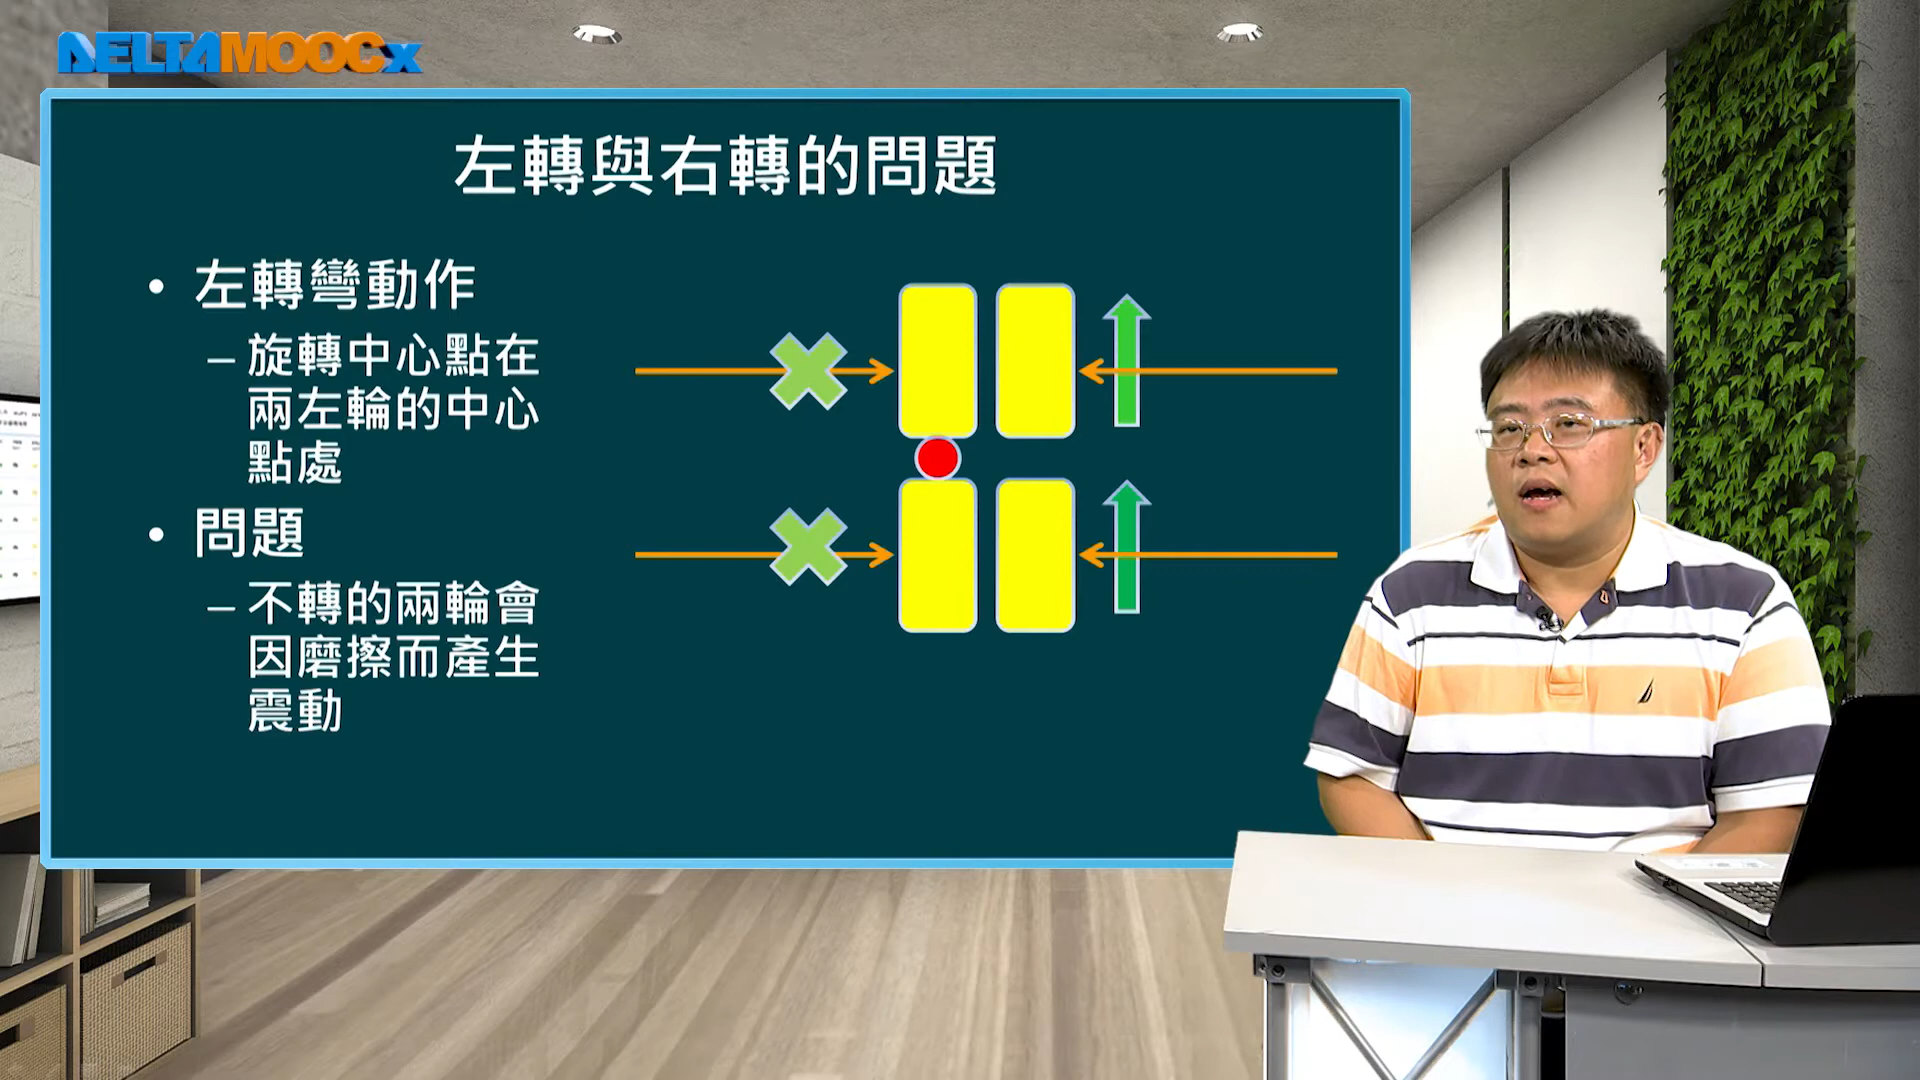 DELTAMOOCx
左轉與右轉的問題
• 左轉彎動作
– 旋轉中心點在
兩左輪的中心
點處
• 問題
– 不轉的兩輪會
因磨擦而產生
震動